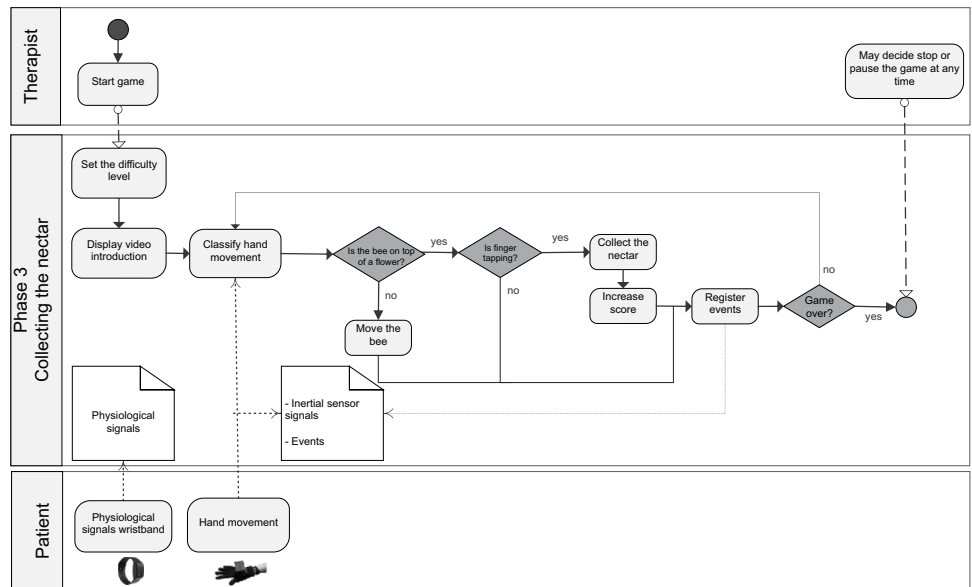 Therapist
Start game
May decide stop or
pause the game at any
time
Phase 3
Collecting the nectar
Set the difficulty
level
Display video
introduction
Classify hand
movement
Is the bee on top
of a flower?
yes
no
Is finger
tapping?
yes
no
Collect the
nectar
Increase
score
Move the
bee
Register
events
Game
over?
no
yes
Physiological
signals
- Inertial sensor
signals
- Events
Patient
Physiological
signals wristband
Hand movement